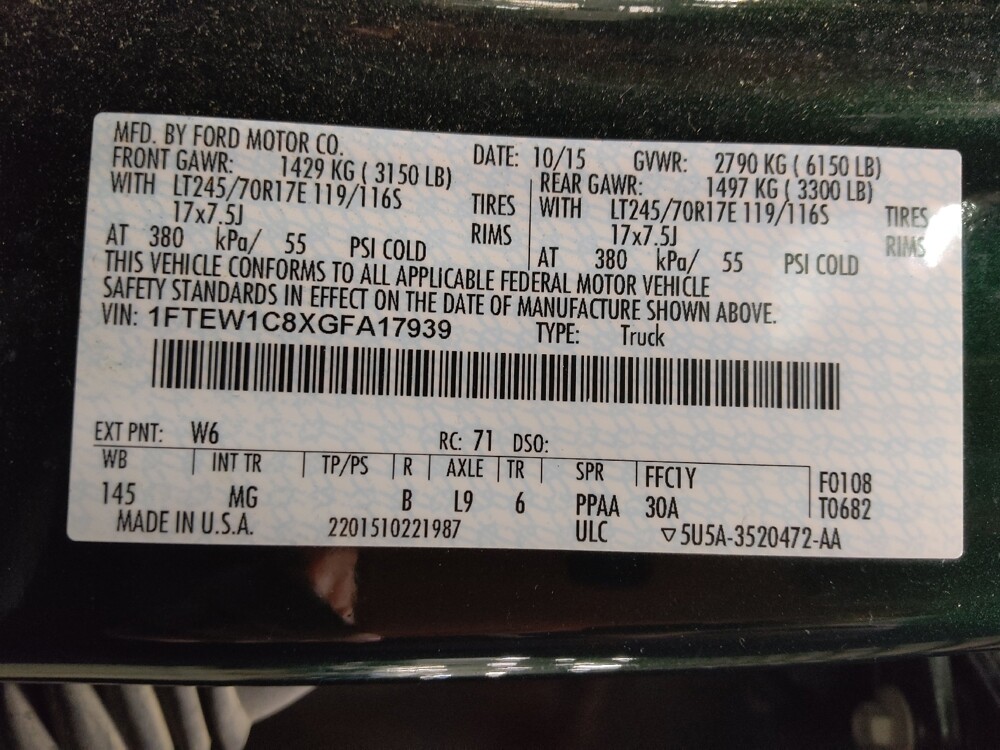 MFD. BY FORD MOTOR CO.
DATE: 10/15 GVWR: 2790 KG ( 6150 LB)
FRONT GAWR: 1429 KG ( 3150 LB)
WITH LT245/70R17E 119/116S TIRES
17x7.5J RIMS
AT 380 kPa/ 55 PSI COLD
REAR GAWR: 1497 KG ( 3300 LB)
WITH LT245/70R17E 119/116S TIRES
17x7.5J RIMS
AT 380 kPa/ 55 PSI COLD
THIS VEHICLE CONFORMS TO ALL APPLICABLE FEDERAL MOTOR VEHICLE
SAFETY STANDARDS IN EFFECT ON THE DATE OF MANUFACTURE SHOWN ABOVE.
VIN: 1FTEW1C8XGFA17939 TYPE: Truck
EXT PNT: W6 RC: 71 DSO:
WB INT TR TP/PS R AXLE TR SPR FFC1Y F0108
145 MG B L9 6 PPAA 30A T0682
MADE IN U.S.A. 2201510221987 ULC ▽5U5A-3520472-AA